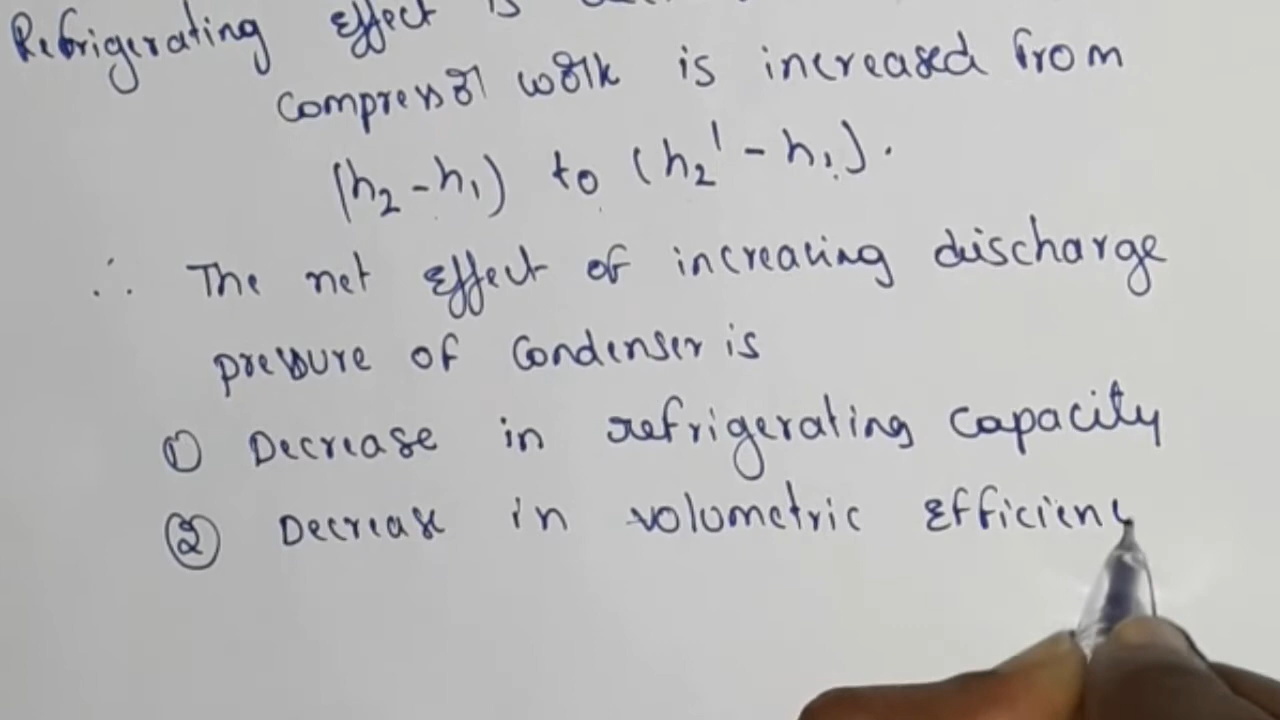 Refrigerating Effect is
compressor work is increased from
(h₂-h₁) to (h₂' - h₁).
∴ The net Effect of increasing discharge
pressure of Condenser is
① Decrease in refrigerating capacity
② Decrease in volumetric Efficienc